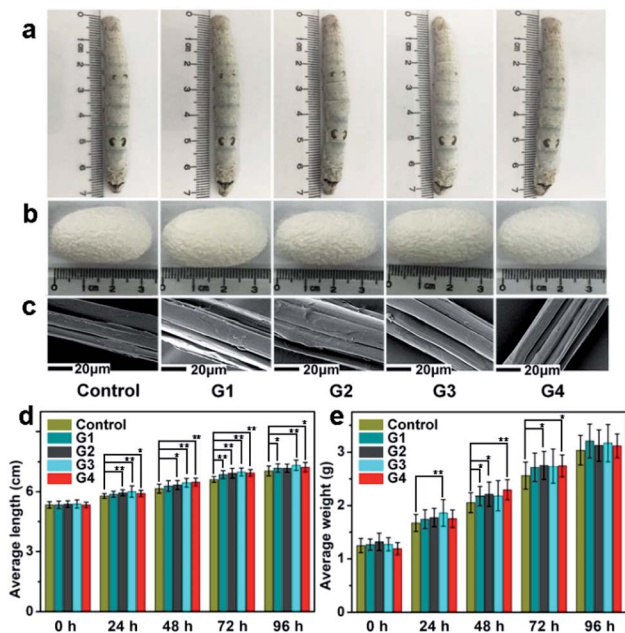 a
b
c
20μm 20μm 20μm 20μm 20μm
Control G1 G2 G3 G4
d
Control
G1
G2
G3
G4
Average length (cm)
9
6
3
0
0 h 24 h 48 h 72 h 96 h
* ** ** ** ** * * ** ** ** ** * ** *
e
Control
G1
G2
G3
G4
Average weight (g)
3
2
1
0
0 h 24 h 48 h 72 h 96 h
** ** * * * *